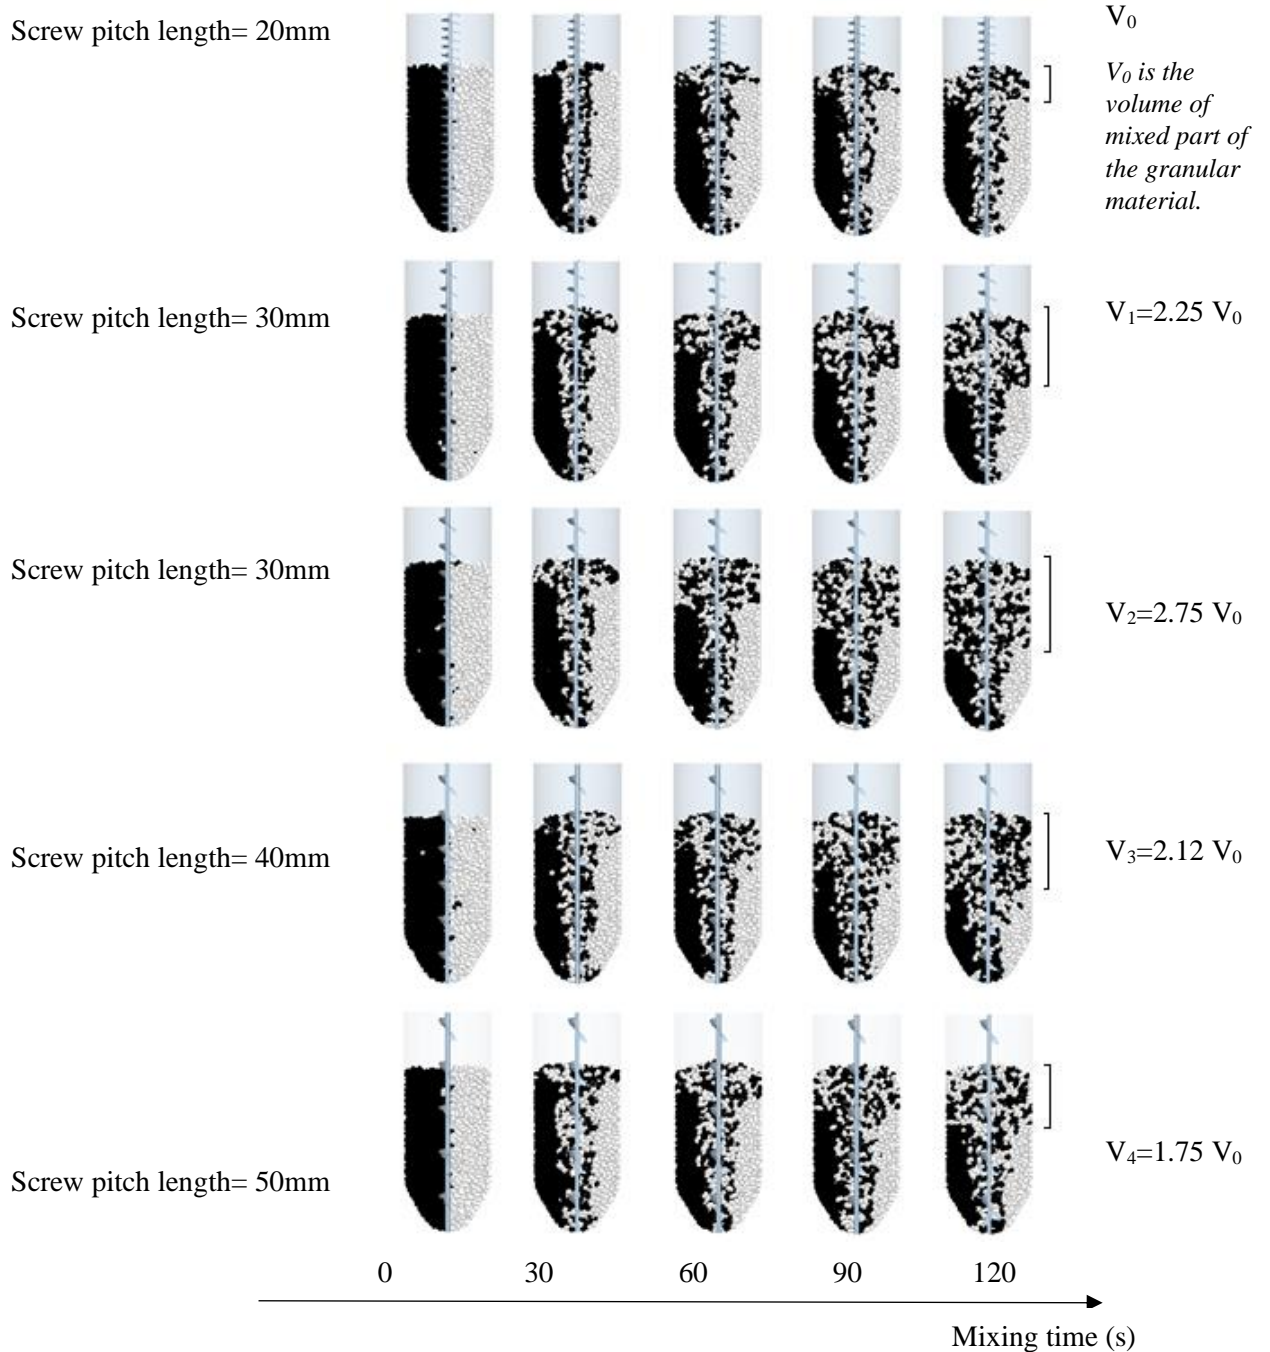 Screw pitch length= 20mm
V₀
V₀ is the
volume of
mixed part of
the granular
material.
Screw pitch length= 30mm
V₁=2.25 V₀
Screw pitch length= 30mm
V₂=2.75 V₀
Screw pitch length= 40mm
V₃=2.12 V₀
Screw pitch length= 50mm
V₄=1.75 V₀
0 30 60 90 120
Mixing time (s)